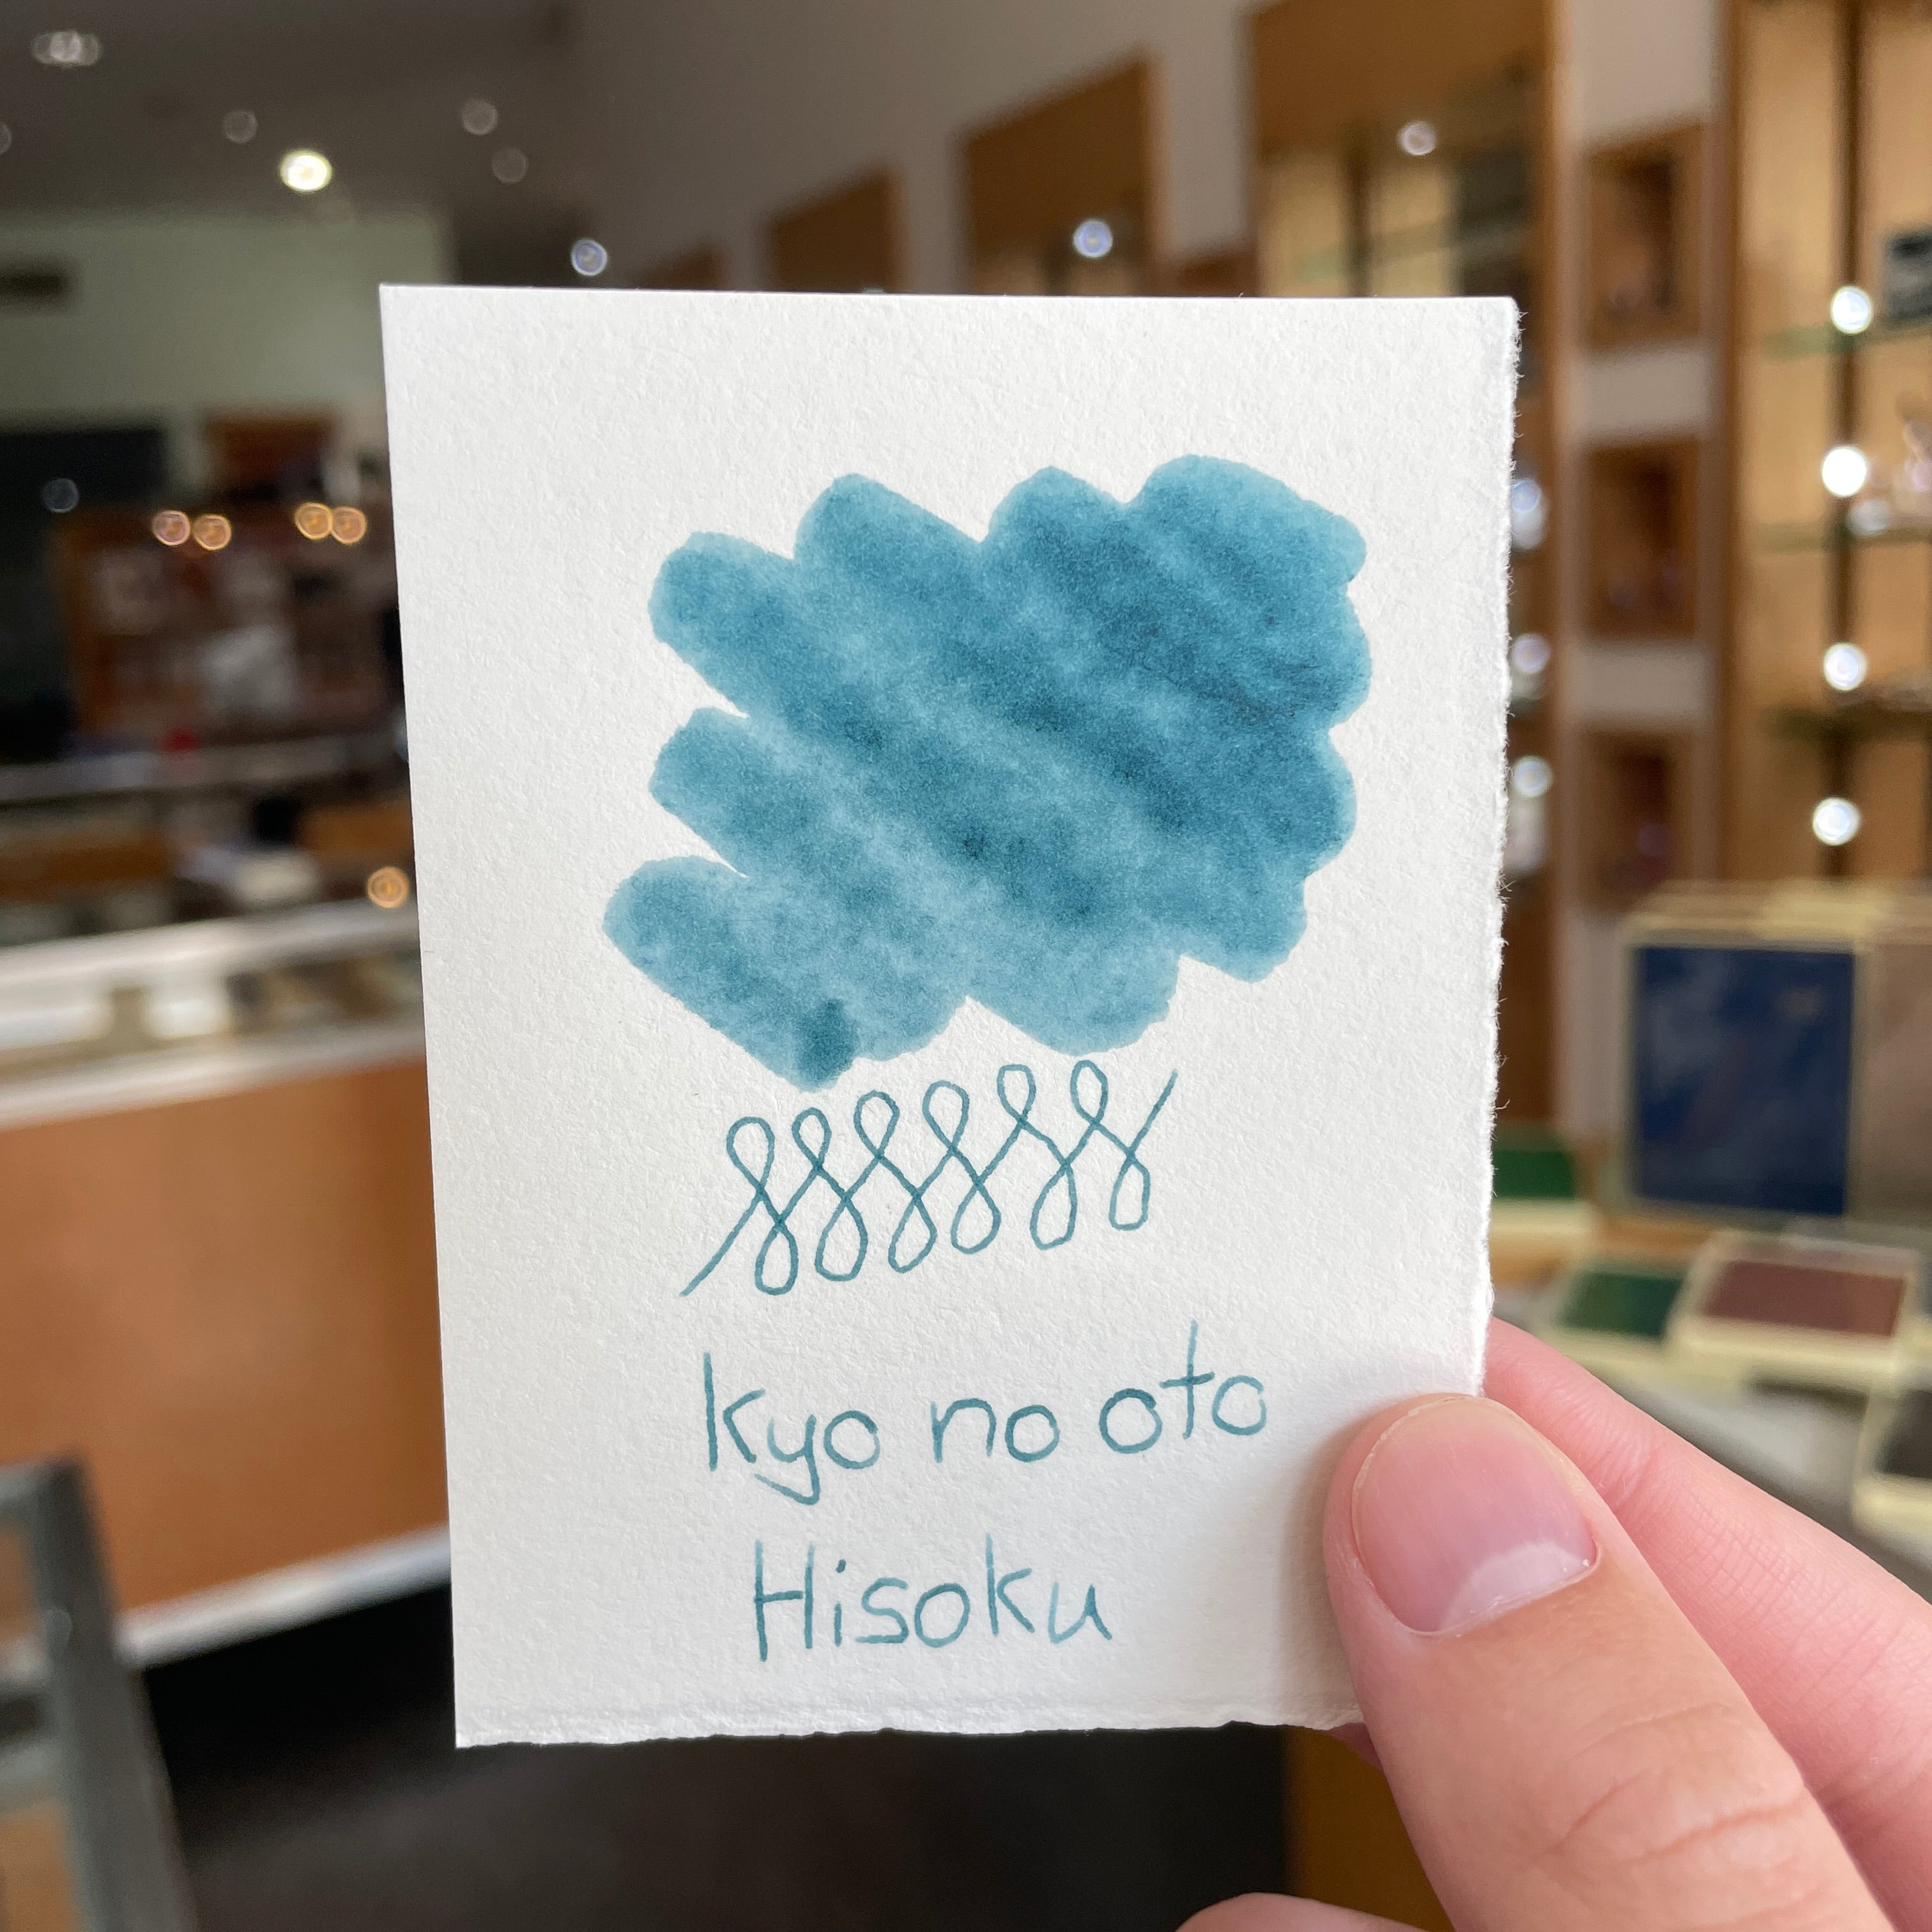 kyo no oto
Hisoku